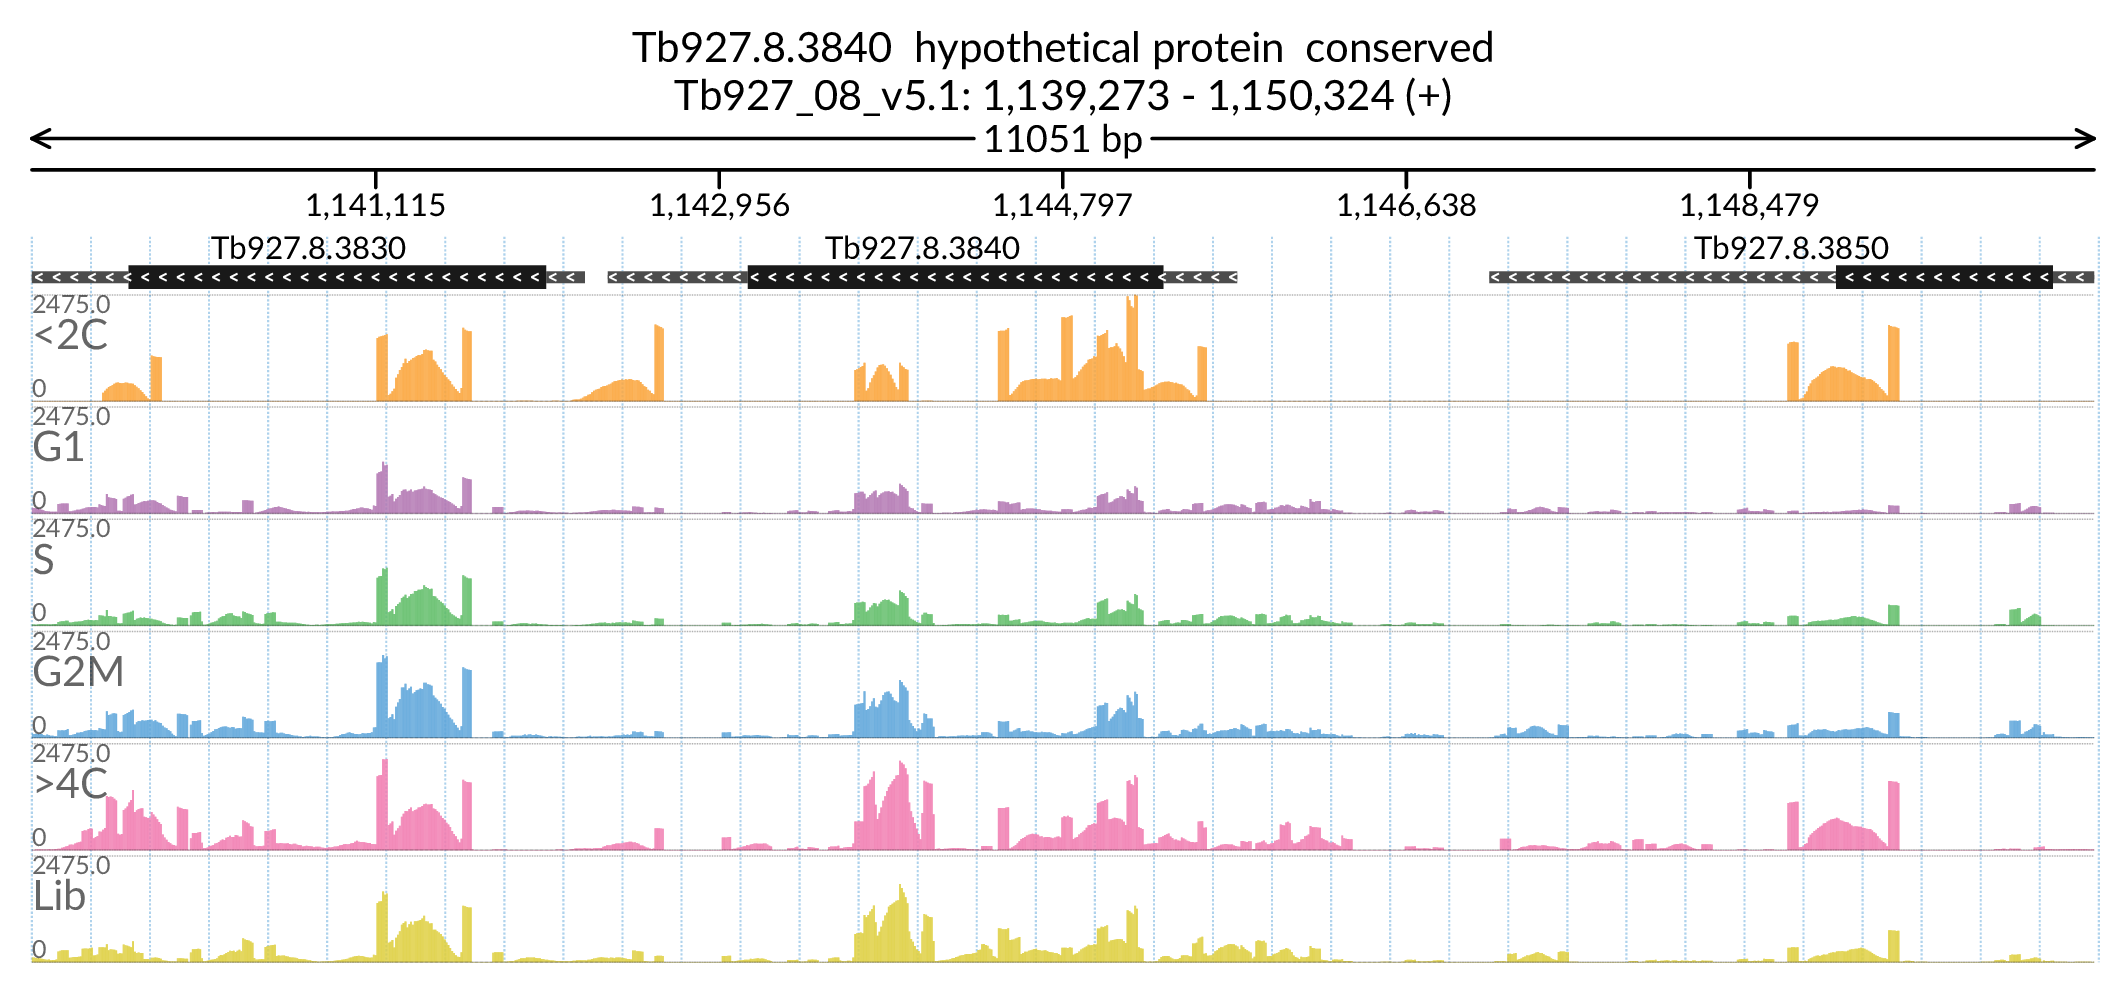 Tb927.8.3840 hypothetical protein conserved
Tb927_08_v5.1: 1,139,273 - 1,150,324 (+)
11051 bp
1,141,115 1,142,956 1,144,797 1,146,638 1,148,479
Tb927.8.3830 Tb927.8.3840 Tb927.8.3850
2475.0
<2C
0
2475.0
G1
0
2475.0
S
0
2475.0
G2M
0
2475.0
>4C
0
2475.0
Lib
0